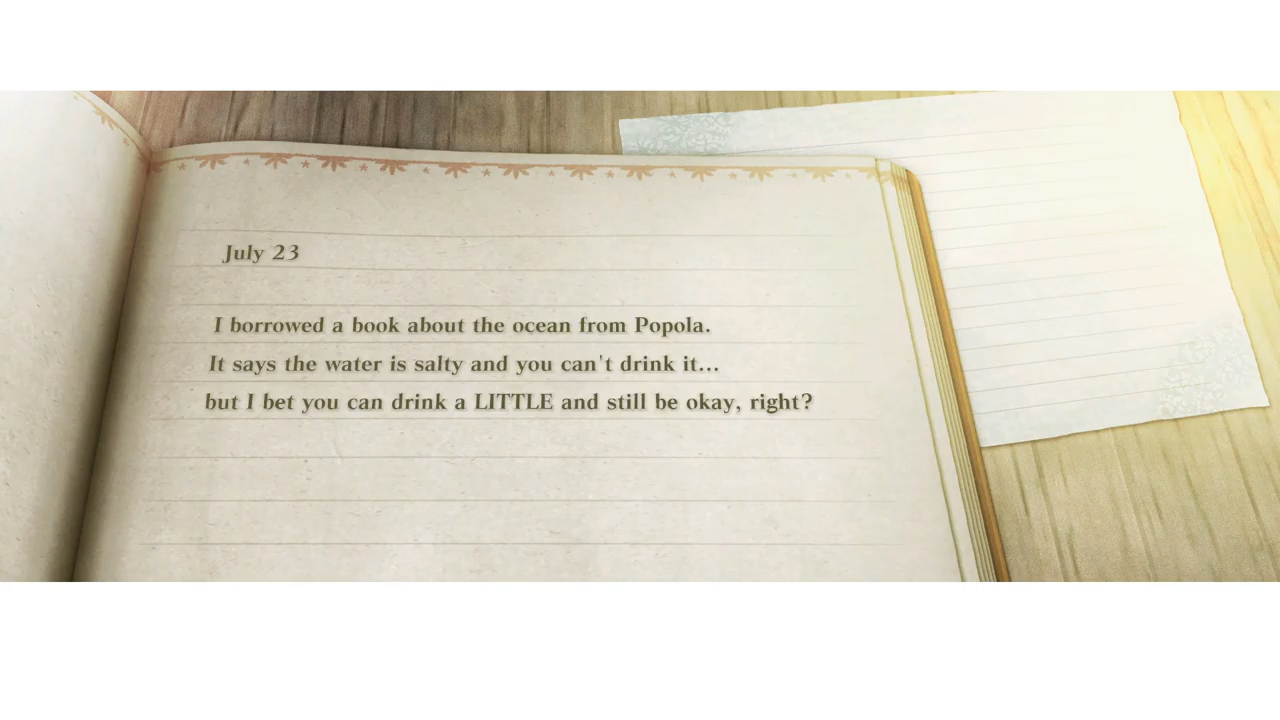 July 23
I borrowed a book about the ocean from Popola.
It says the water is salty and you can't drink it...
but I bet you can drink a LITTLE and still be okay, right?